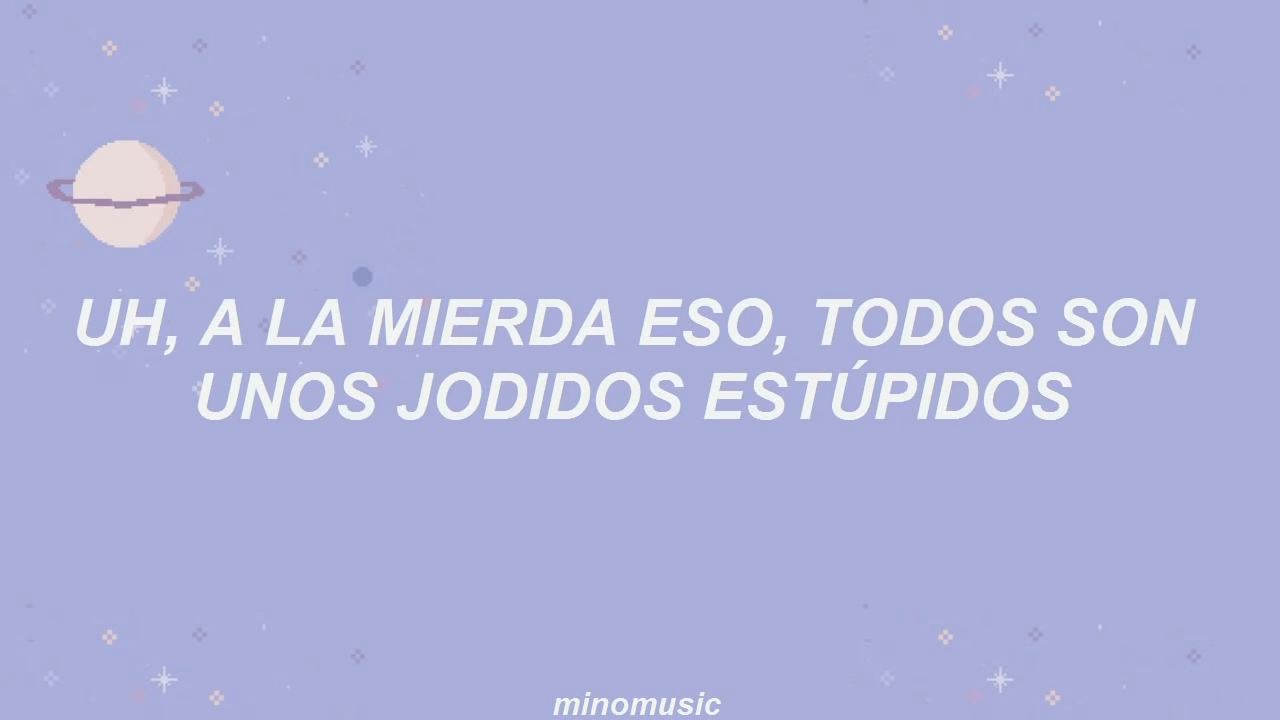 UH, A LA MIERDA ESO, TODOS SON
UNOS JODIDOS ESTÚPIDOS
minomusic